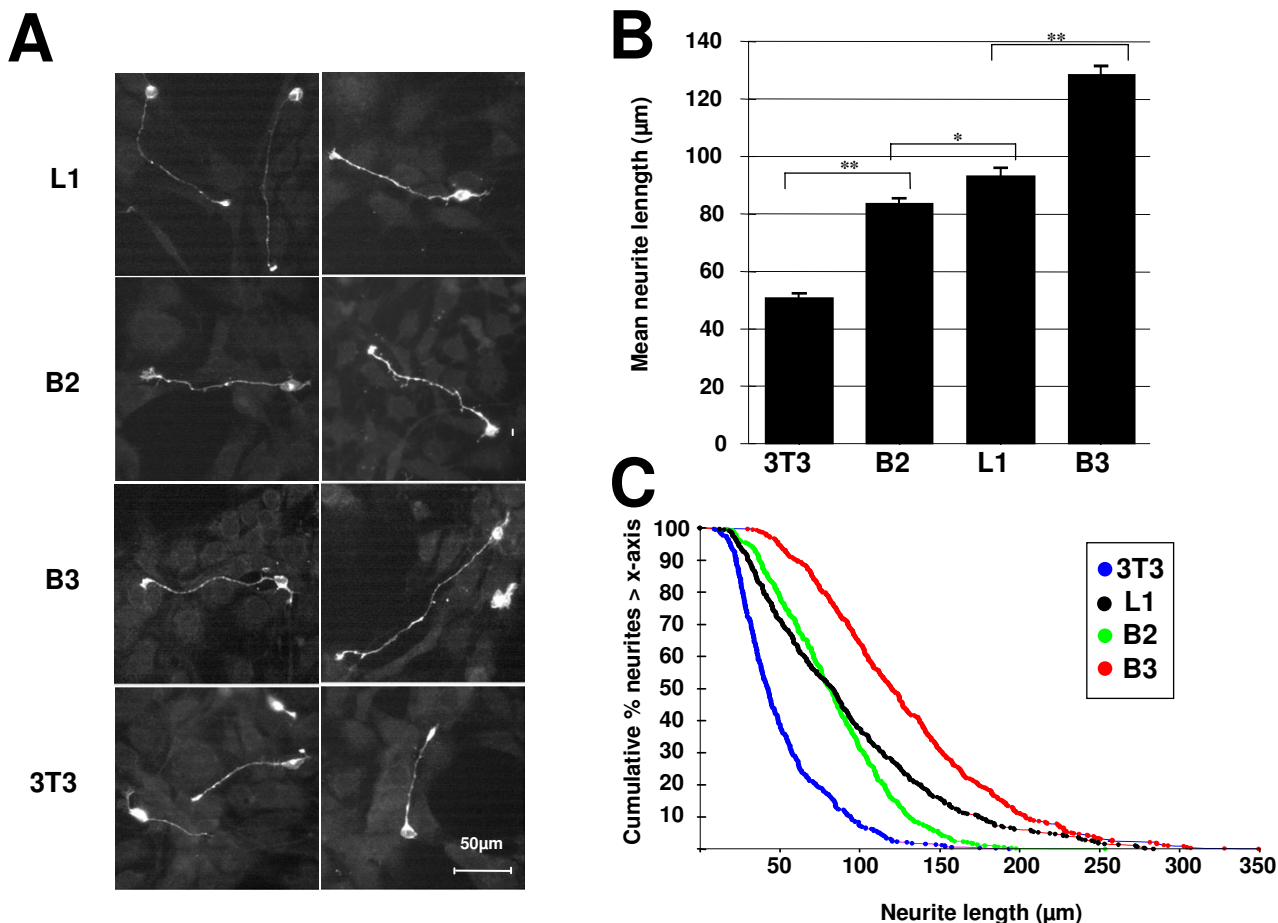 A
L1
B2
B3
3T3
50µm
B
Mean neurite lenngth (µm)
140
120
100
80
60
40
20
0
**
*
**
3T3 B2 L1 B3
C
Cumulative % neurites > x-axis
100
90
80
70
60
50
40
30
20
10
50 100 150 200 250 300 350
Neurite length (µm)
3T3
L1
B2
B3